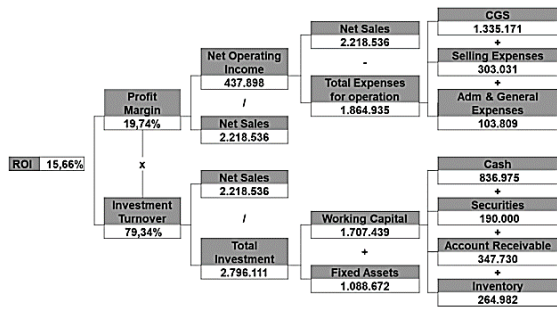 ROI 15,66%
Profit
Margin
19,74%
x
Investment
Turnover
79,34%
Net Operating
Income
437.898
/
Net Sales
2.218.536
Net Sales
2.218.536
/
Total
Investment
2.796.111
Net Sales
2.218.536
-
Total Expenses
for operation
1.864.935
Working Capital
1.707.439
+
Fixed Assets
1.088.672
CGS
1.335.171
+
Selling Expenses
303.031
+
Adm & General
Expenses
103.809
Cash
836.975
+
Securities
190.000
+
Account Receivable
347.730
+
Inventory
264.982